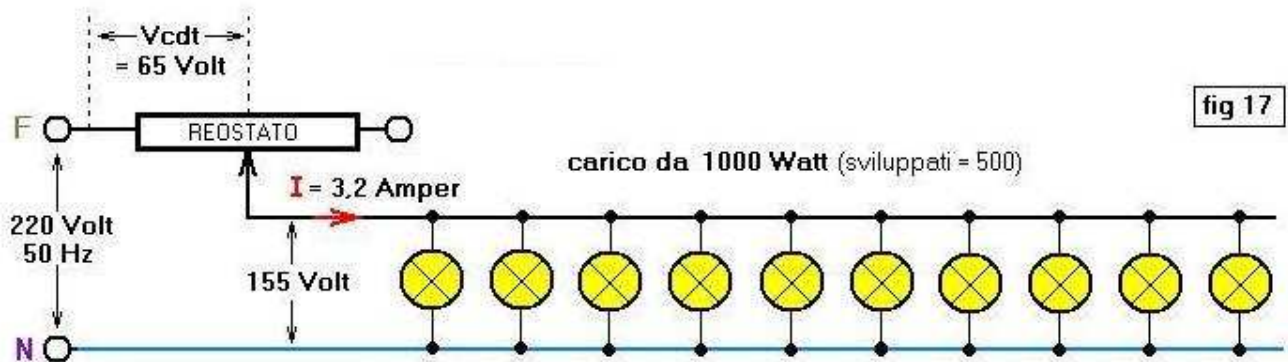 Vcdt
= 65 Volt
fig 17
F
REOSTATO
carico da 1000 Watt (sviluppati = 500)
I = 3,2 Amper
220 Volt
50 Hz
155 Volt
N